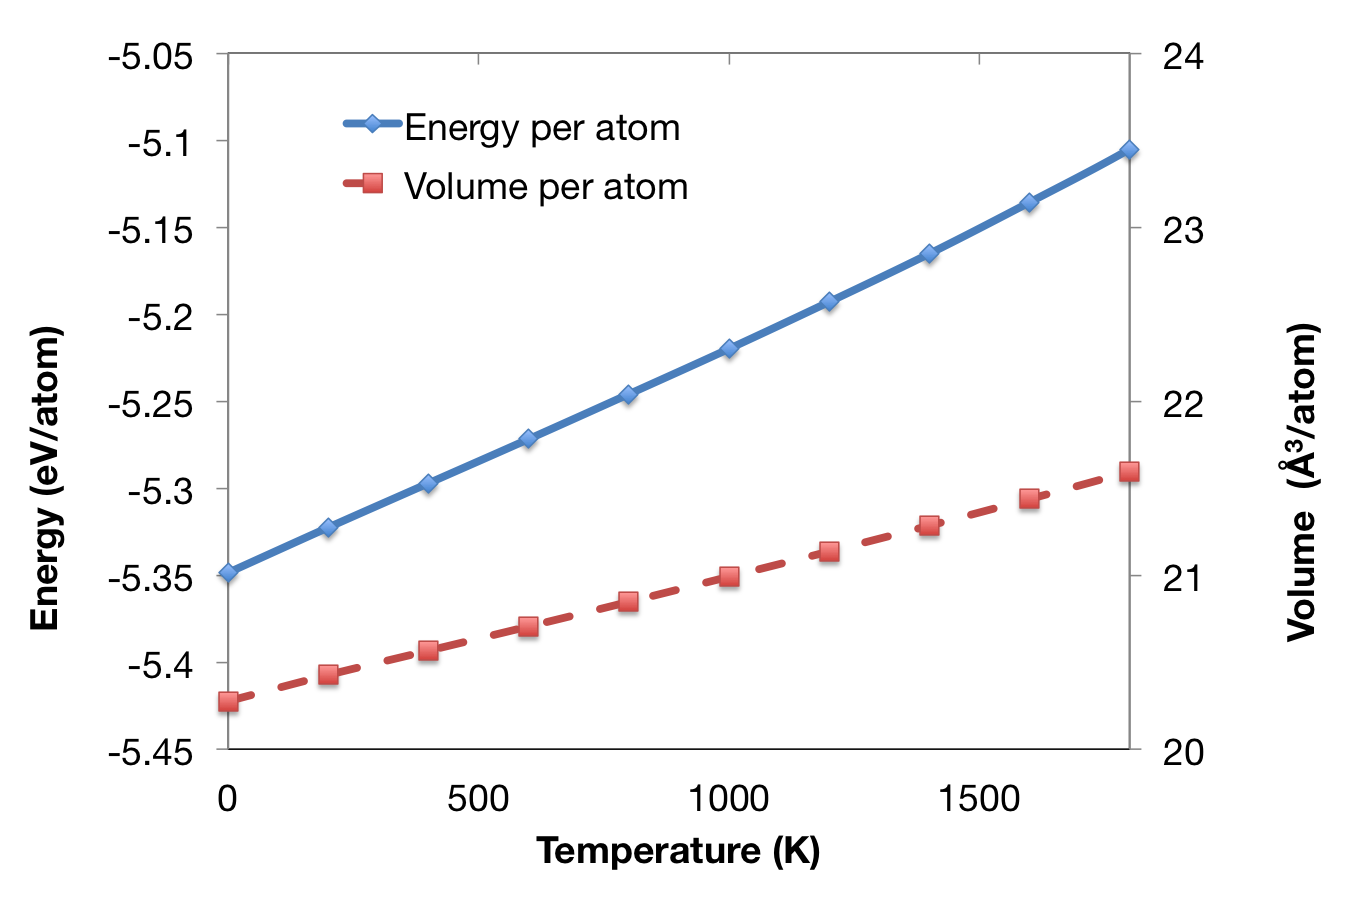 Energy per atom
Volume per atom
-5.05
-5.1
-5.15
-5.2
-5.25
-5.3
-5.35
-5.4
-5.45
Energy (eV/atom)
24
23
22
21
20
Volume (Å³/atom)
0 500 1000 1500
Temperature (K)